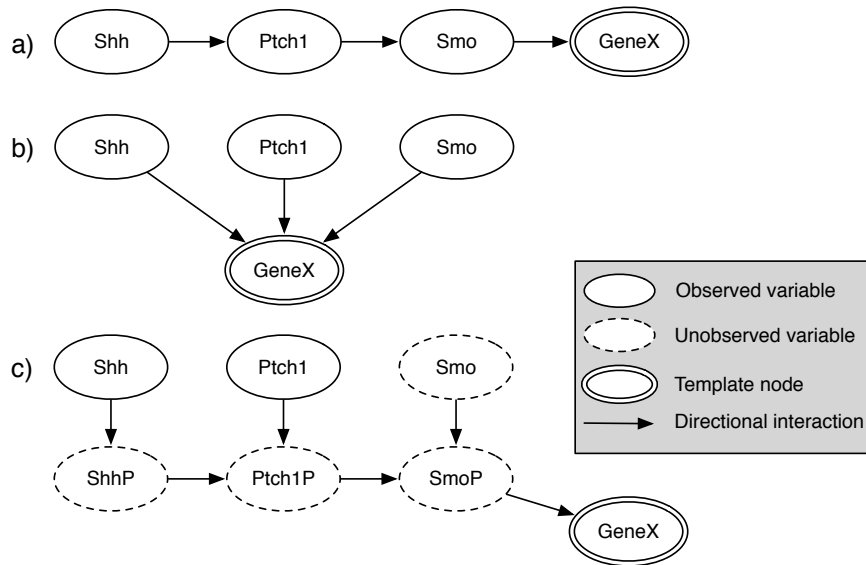 a) Shh Ptch1 Smo GeneX
b) Shh Ptch1 Smo
GeneX
c) Shh Ptch1 Smo
ShhP Ptch1P SmoP
GeneX
Observed variable
Unobserved variable
Template node
Directional interaction